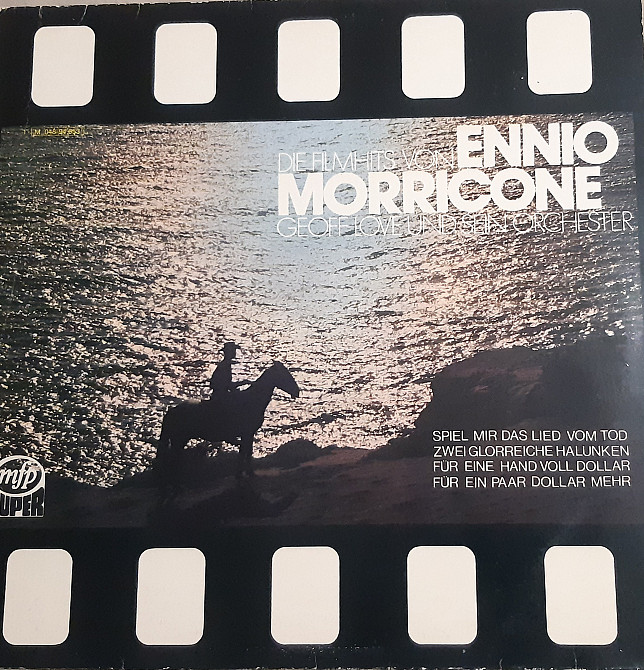 DIE FILMHITS VON ENNIO
MORRICONE
GEOFF LOVE UND SEIN ORCHESTER
SPIEL MIR DAS LIED VOM TOD
ZWEI GLORREICHE HALUNKEN
FÜR EINE HAND VOLL DOLLAR
FÜR EIN PAAR DOLLAR MEHR
mfp
UPER